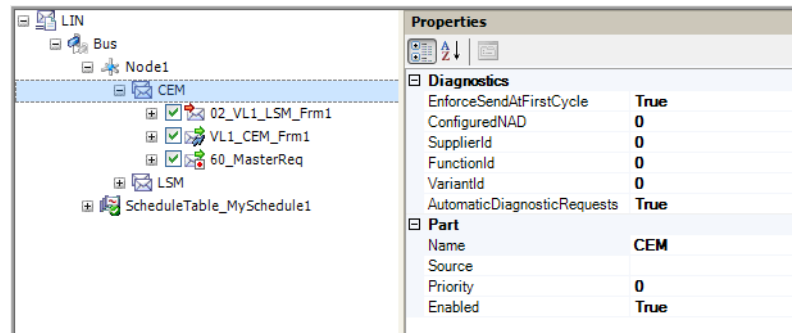 LIN
Bus
Node1
CEM
02_VL1_LSM_Frm1
VL1_CEM_Frm1
60_MasterReq
LSM
ScheduleTable_MySchedule1
Properties
Diagnostics
EnforceSendAtFirstCycle True
ConfiguredNAD 0
SupplierId 0
FunctionId 0
VariantId 0
AutomaticDiagnosticRequests True
Part
Name CEM
Source
Priority 0
Enabled True